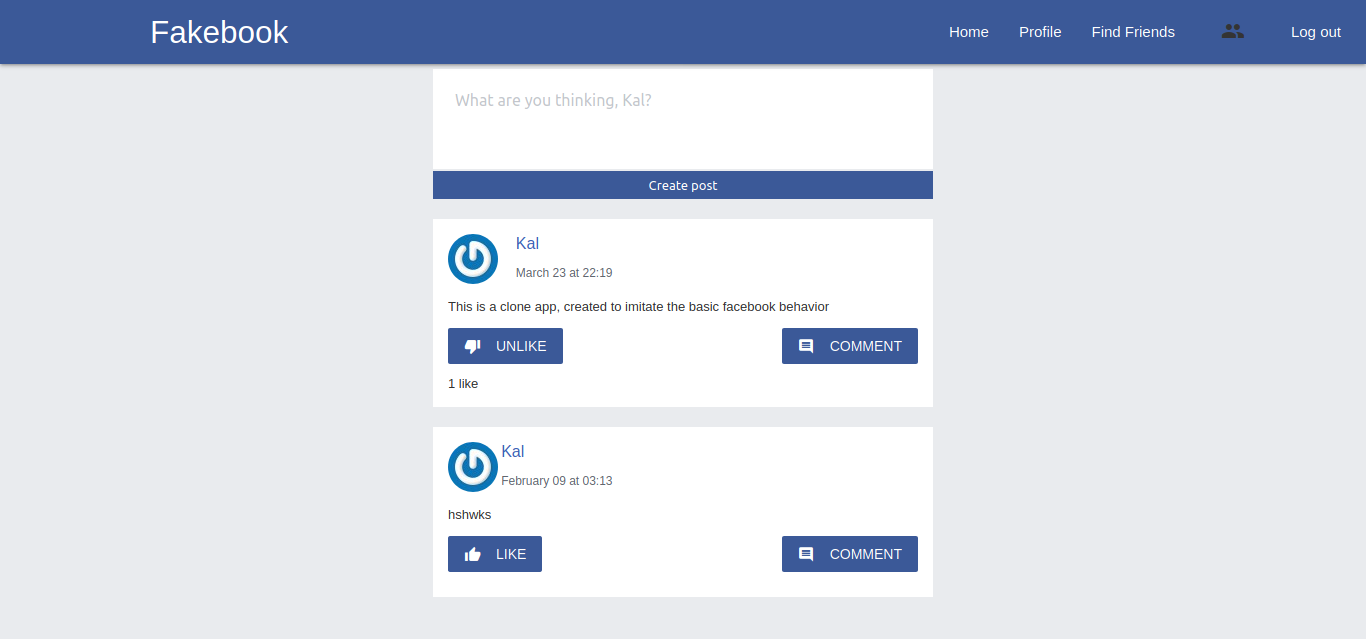 Fakebook
Home Profile Find Friends Log out
What are you thinking, Kal?
Create post
Kal
March 23 at 22:19
This is a clone app, created to imitate the basic facebook behavior
UNLIKE COMMENT
1 like
Kal
February 09 at 03:13
hshwks
LIKE COMMENT